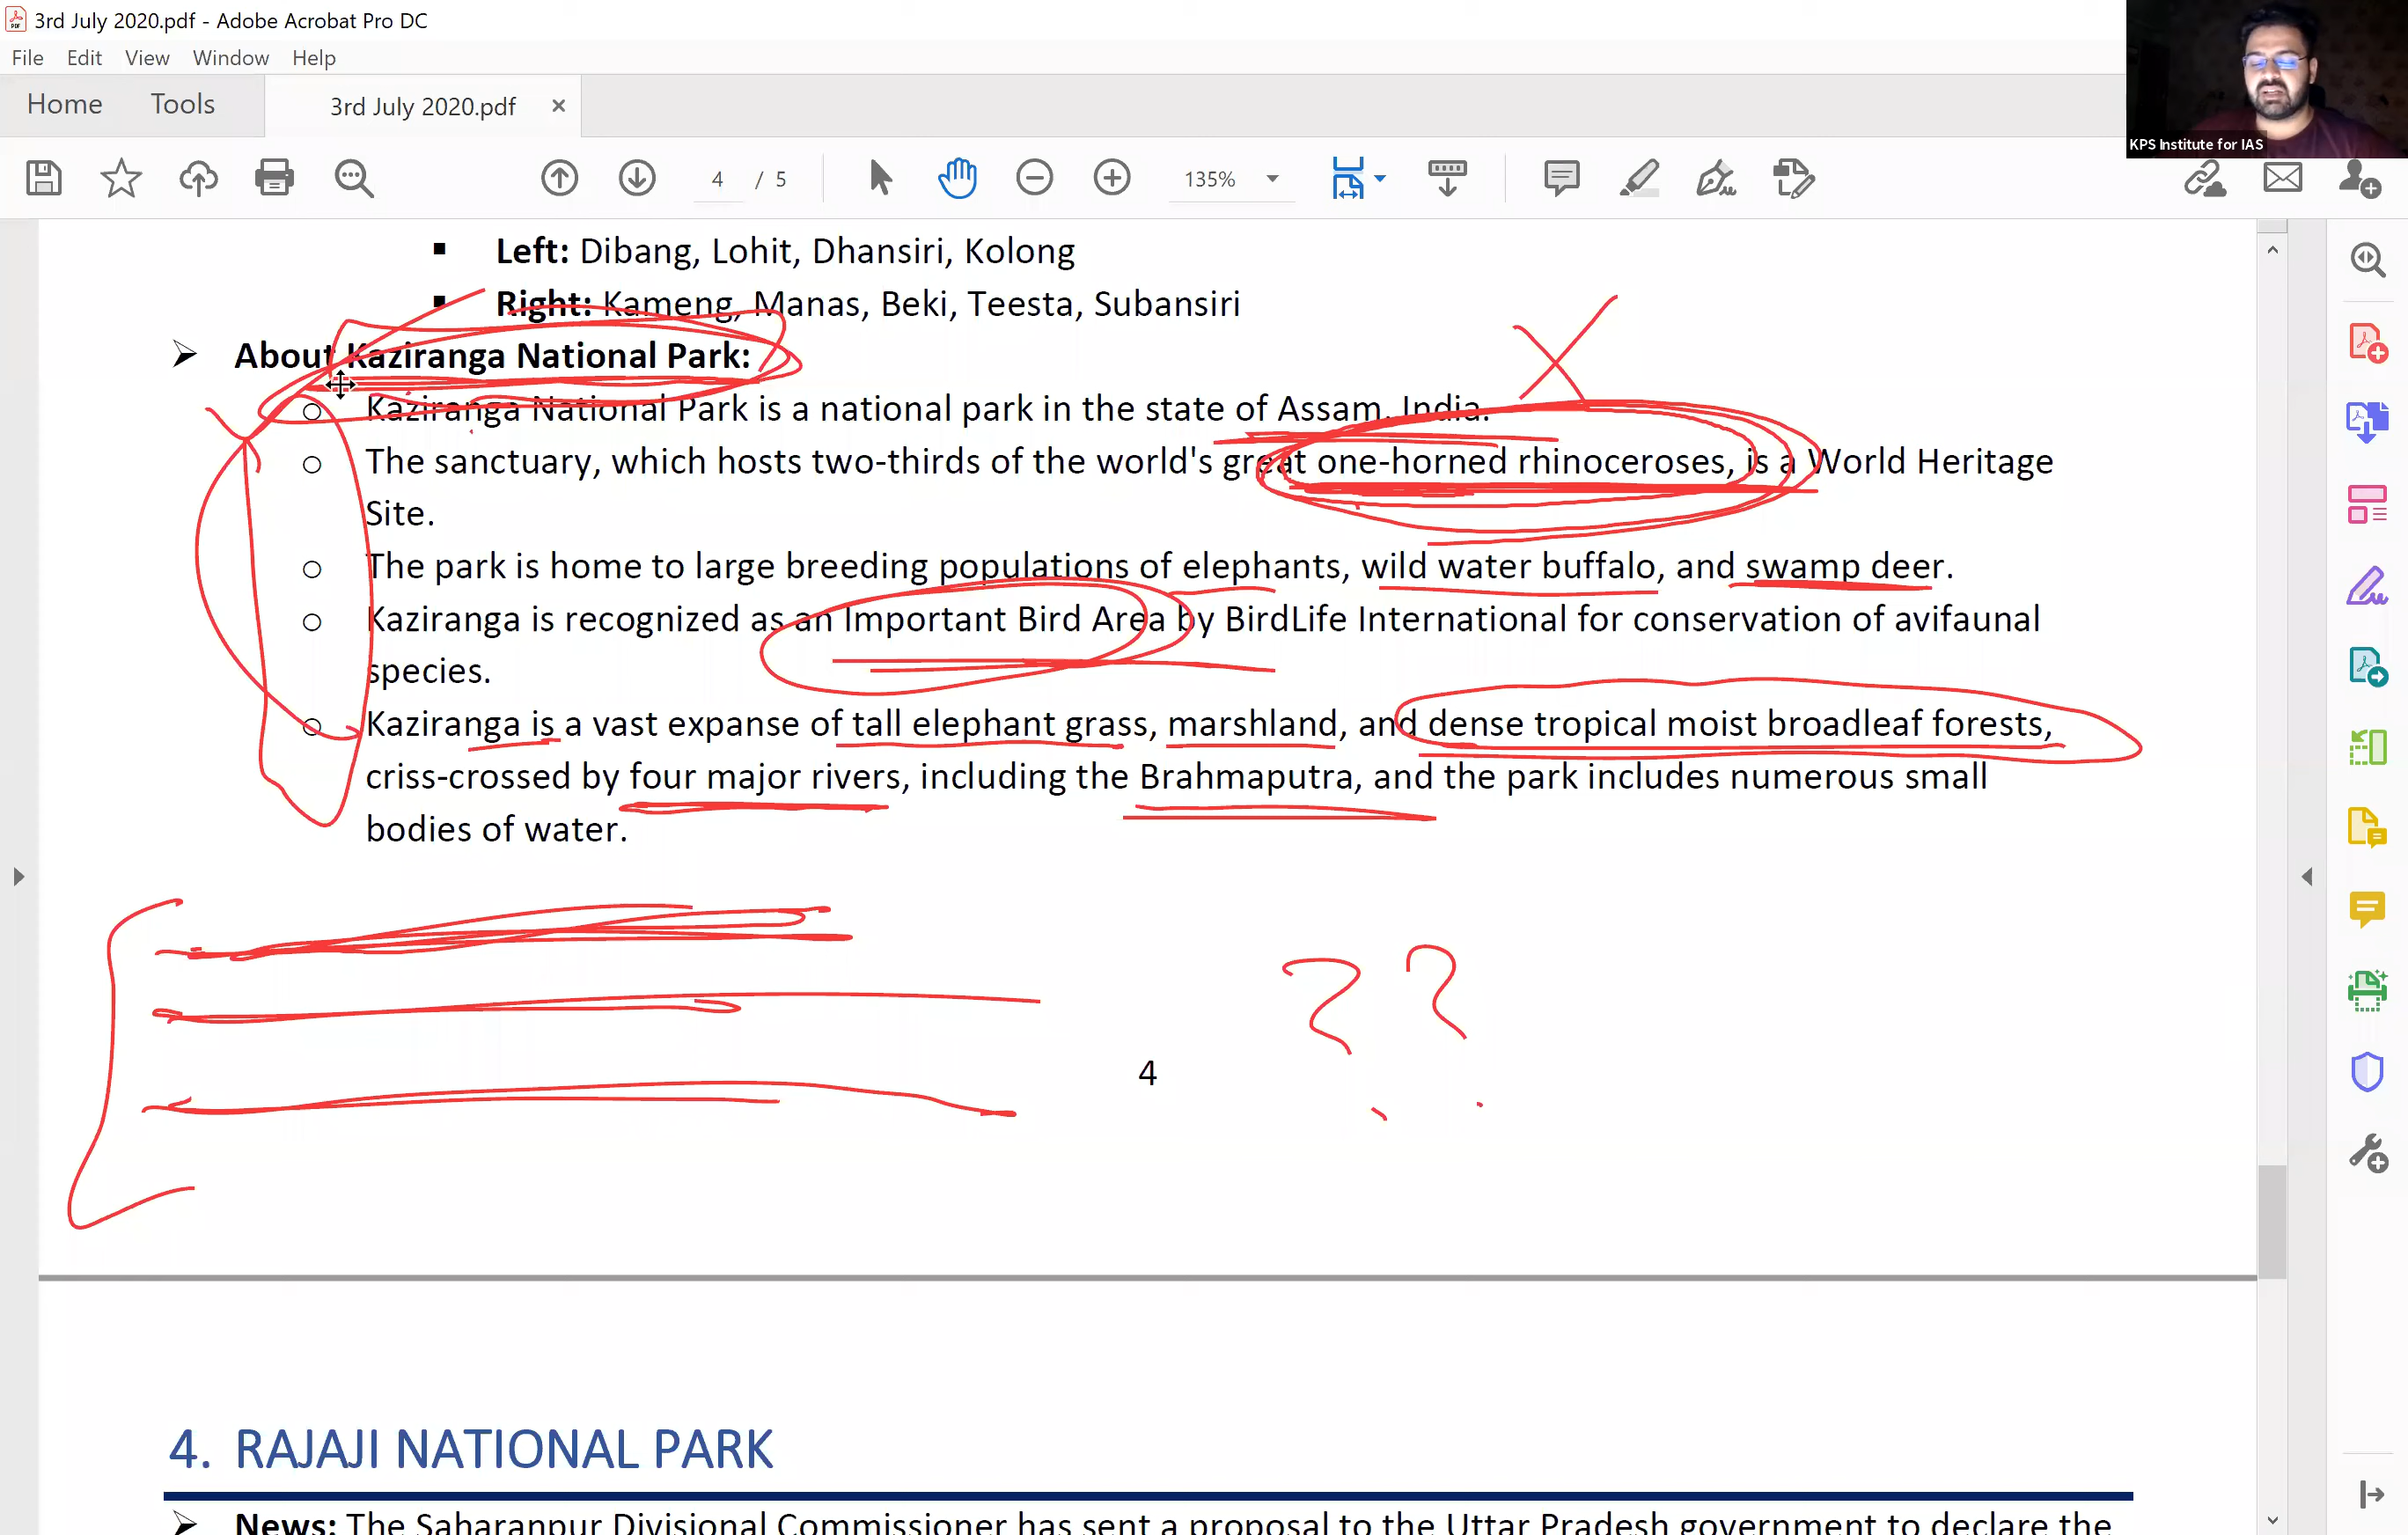 3rd July 2020.pdf - Adobe Acrobat Pro DC
File Edit View Window Help
Home Tools 3rd July 2020.pdf ×
4 / 5 135%
KPS Institute for IAS
▪ Left: Dibang, Lohit, Dhansiri, Kolong
▪ Right: Kameng, Manas, Beki, Teesta, Subansiri
➢ About Kaziranga National Park:
o Kaziranga National Park is a national park in the state of Assam, India.
o The sanctuary, which hosts two-thirds of the world's great one-horned rhinoceroses, is a World Heritage
Site.
o The park is home to large breeding populations of elephants, wild water buffalo, and swamp deer.
o Kaziranga is recognized as an Important Bird Area by BirdLife International for conservation of avifaunal
species.
o Kaziranga is a vast expanse of tall elephant grass, marshland, and dense tropical moist broadleaf forests,
criss-crossed by four major rivers, including the Brahmaputra, and the park includes numerous small
bodies of water.
? ?
4
4. RAJAJI NATIONAL PARK
➢ News: The Saharanpur Divisional Commissioner has sent a proposal to the Uttar Pradesh government to declare the